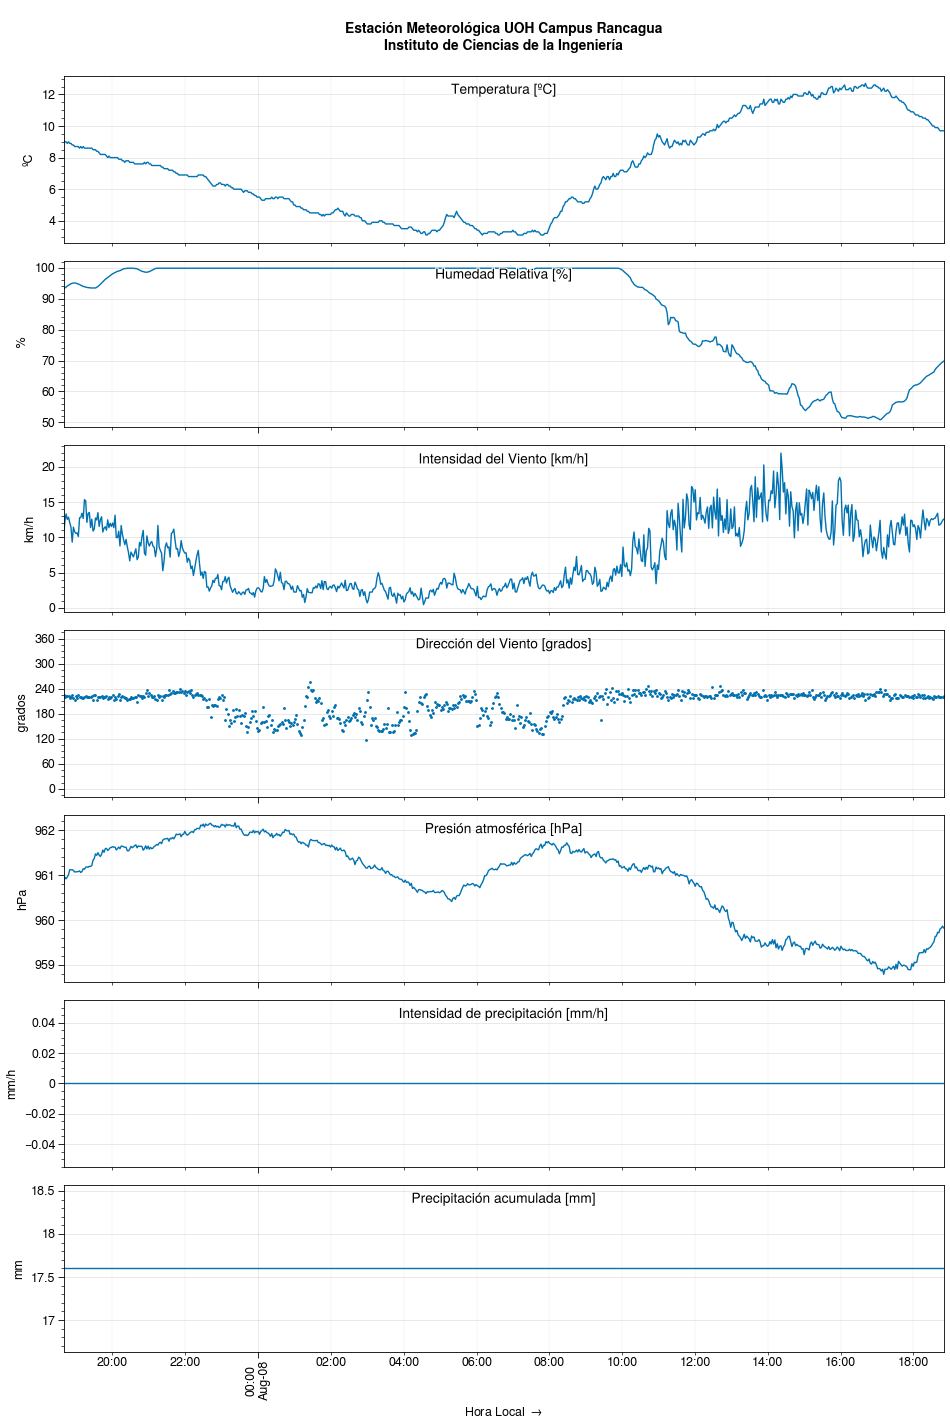 Estación Meteorológica UOH Campus Rancagua
Instituto de Ciencias de la Ingeniería
Temperatura [ºC]
ºC
12
10
8
6
4
Humedad Relativa [%]
%
100
90
80
70
60
50
Intensidad del Viento [km/h]
km/h
20
15
10
5
0
Dirección del Viento [grados]
grados
360
300
240
180
120
60
0
Presión atmosférica [hPa]
hPa
962
961
960
959
Intensidad de precipitación [mm/h]
mm/h
0.04
0.02
0
−0.02
−0.04
Precipitación acumulada [mm]
mm
18.5
18
17.5
17
20:00 22:00 00:00 02:00 04:00 06:00 08:00 10:00 12:00 14:00 16:00 18:00
Aug-08
Hora Local →